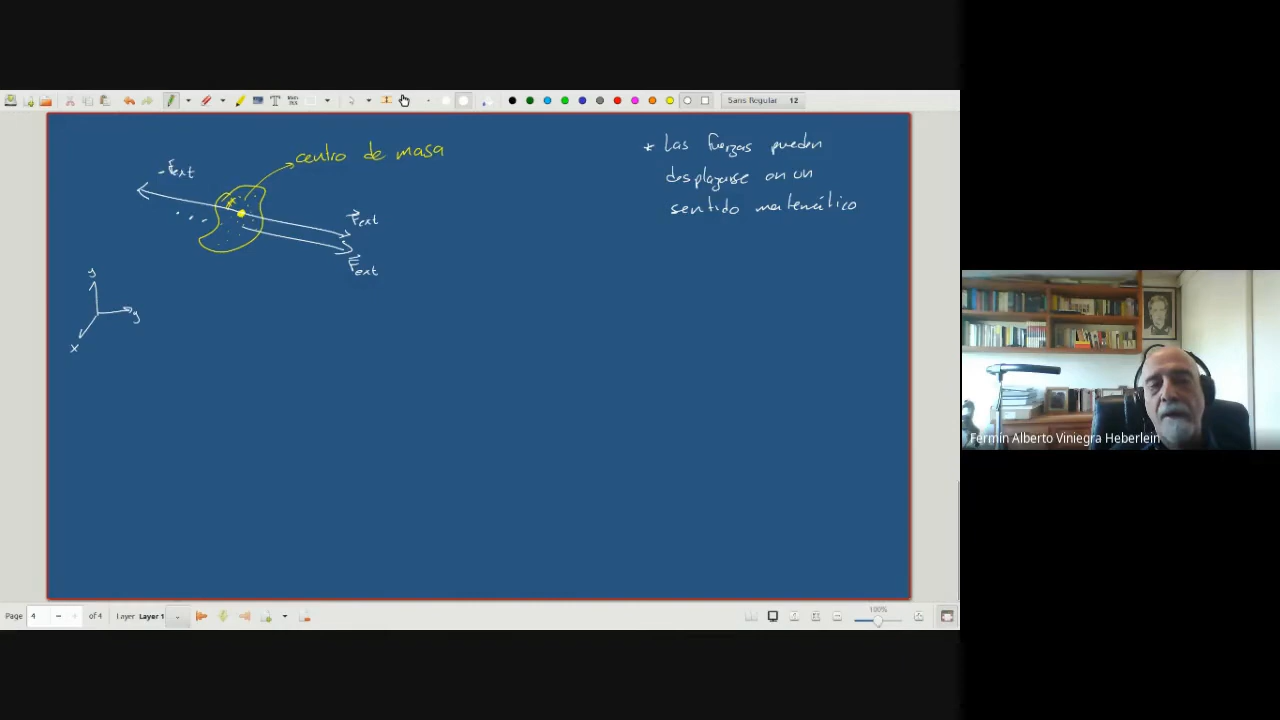 Sans Regular 12
centro de masa
-Fext
Fext
Fext
* Las fuerzas pueden
desplazarse en un
sentido matemático
z
y
x
Fermín Alberto Viniegra Heberlein
Page 4 of 4 Layer Layer 1
100%